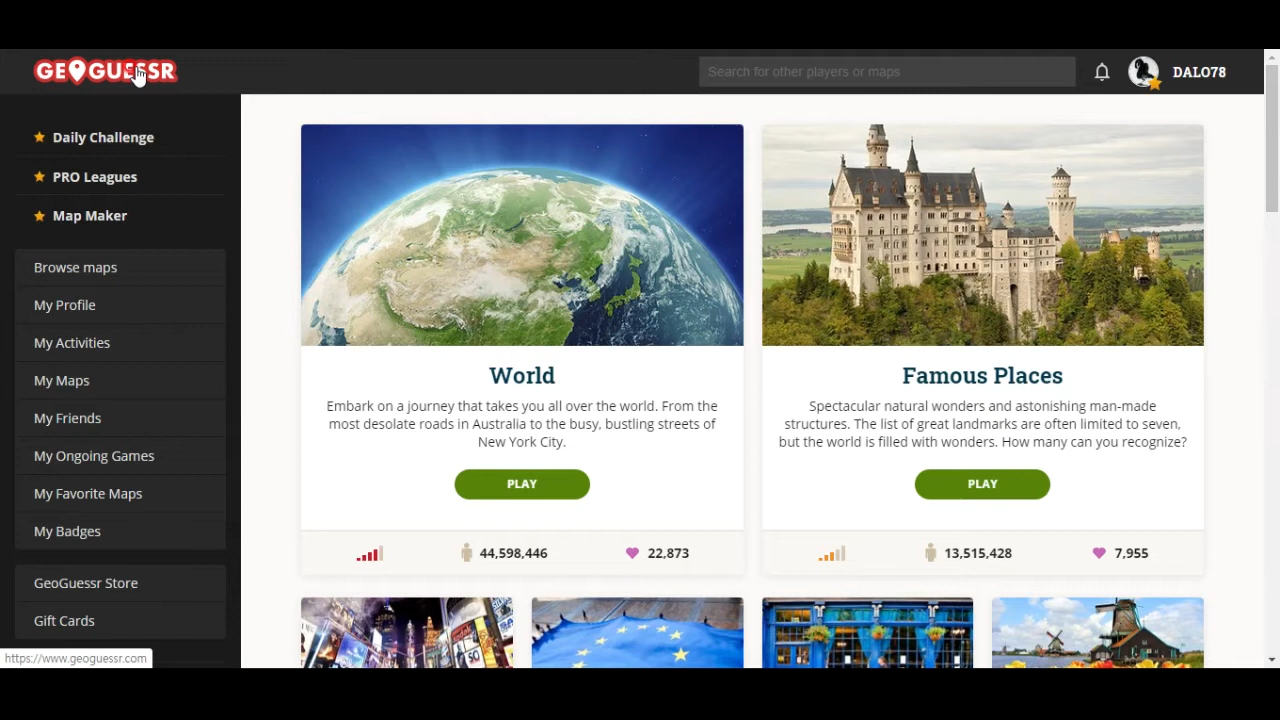 GEOGUESSR
Search for other players or maps
DALO78
Daily Challenge
PRO Leagues
Map Maker
Browse maps
My Profile
My Activities
My Maps
My Friends
My Ongoing Games
My Favorite Maps
My Badges
GeoGuessr Store
Gift Cards
https://www.geoguessr.com
World
Embark on a journey that takes you all over the world. From the
most desolate roads in Australia to the busy, bustling streets of
New York City.
PLAY
44,598,446
22,873
Famous Places
Spectacular natural wonders and astonishing man-made
structures. The list of great landmarks are often limited to seven,
but the world is filled with wonders. How many can you recognize?
PLAY
13,515,428
7,955